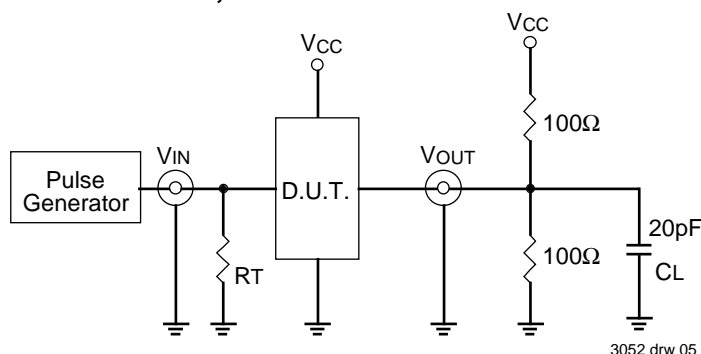 VCC
VCC
100Ω
VIN
VOUT
Pulse
Generator
D.U.T.
20pF
RT
100Ω
CL
3052 drw 05